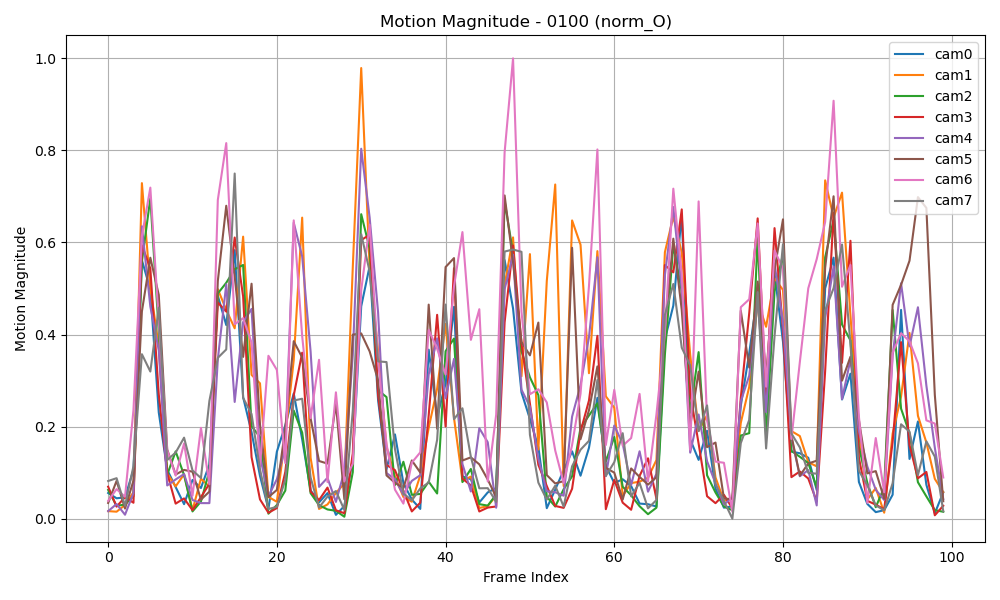 Motion Magnitude - 0100 (norm_O)
Motion Magnitude
1.0
0.8
0.6
0.4
0.2
0.0
0
20
40
60
80
100
Frame Index
cam0
cam1
cam2
cam3
cam4
cam5
cam6
cam7